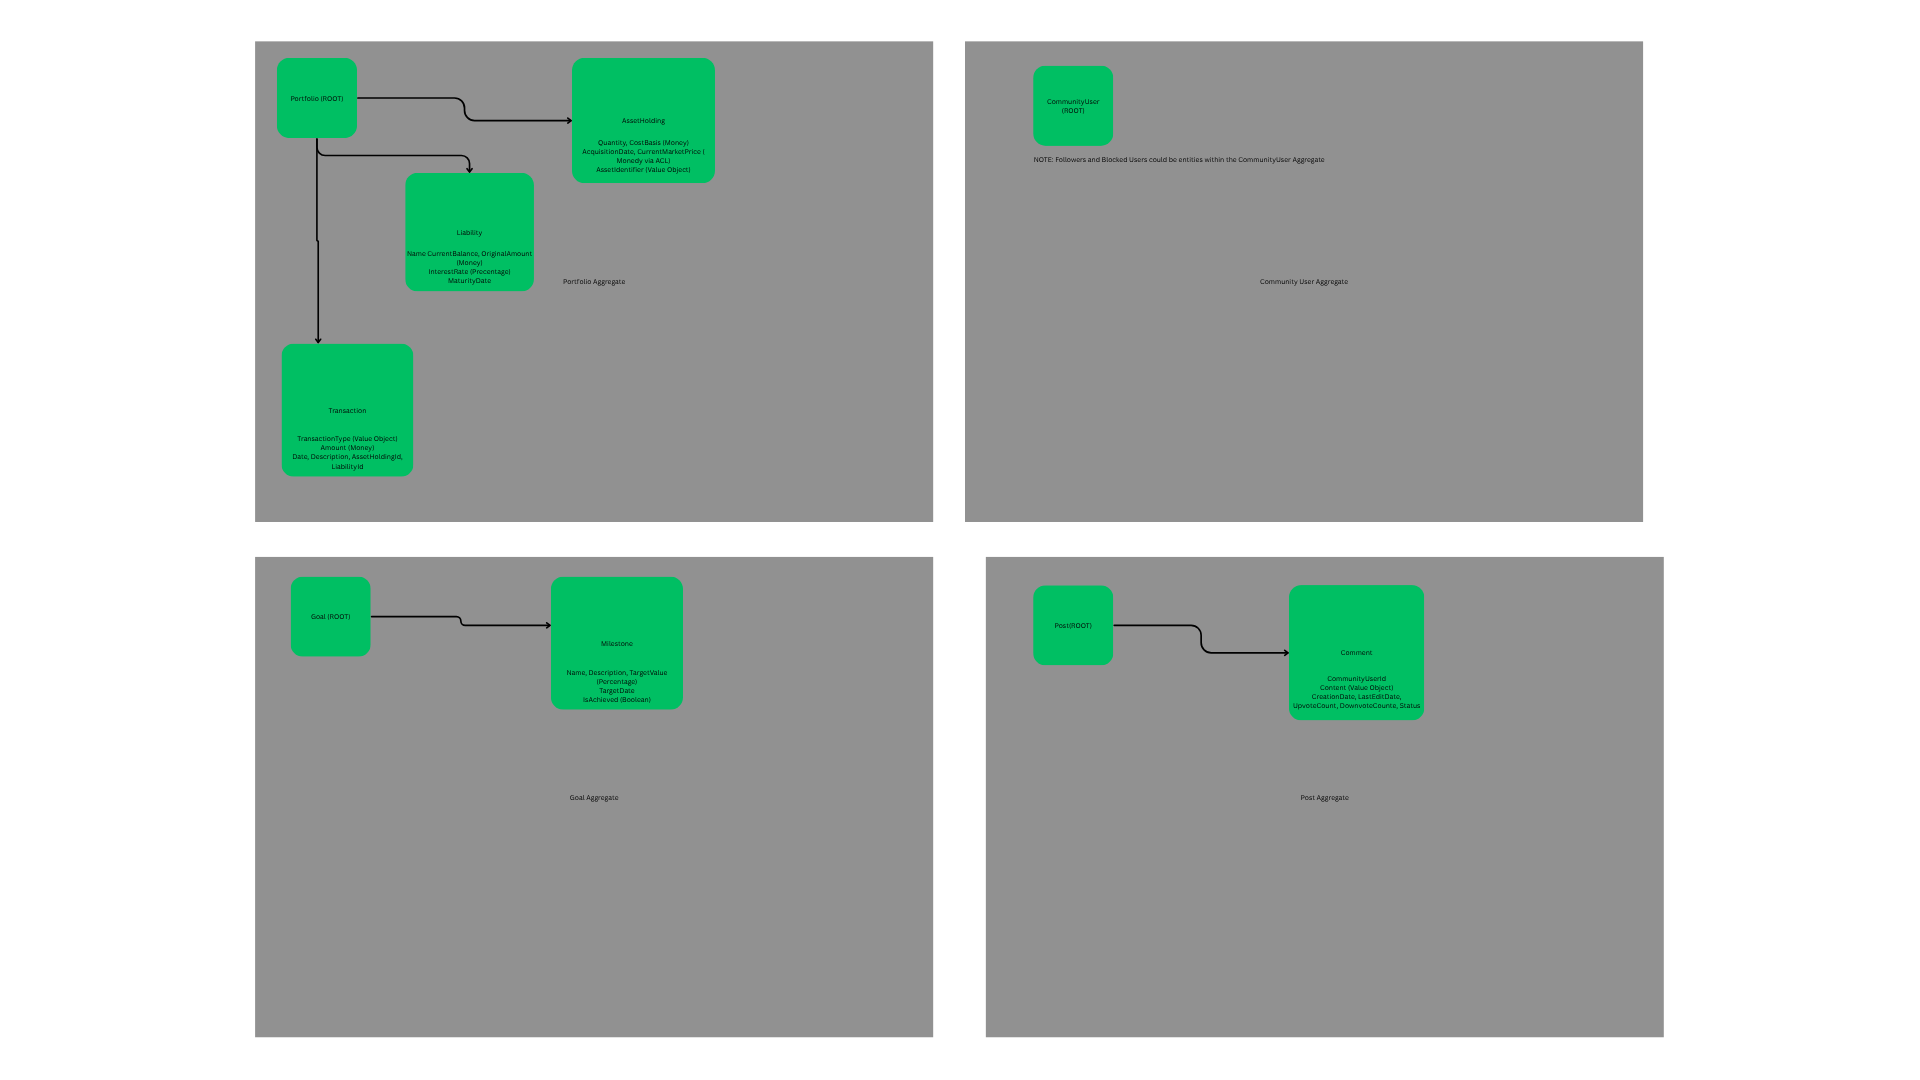 Portfolio (ROOT)
AssetHolding
Quantity, CostBasis (Money)
AcquisitionDate, CurrentMarketPrice (
Monedy via ACL)
AssetIdentifier (Value Object)
Liability
Name CurrentBalance, OriginalAmount
(Money)
InterestRate (Precentage)
MaturityDate
Portfolio Aggregate
Transaction
TransactionType (Value Object)
Amount (Money)
Date, Description, AssetHoldingId,
LiabilityId
CommunityUser
(ROOT)
NOTE: Followers and Blocked Users could be entities within the CommunityUser Aggregate
Community User Aggregate
Goal (ROOT)
Milestone
Name, Description, TargetValue
(Percentage)
TargetDate
IsAchieved (Boolean)
Goal Aggregate
Post(ROOT)
Comment
CommunityUserId
Content (Value Object)
CreationDate, LastEditDate,
UpvoteCount, DownvoteCounte, Status
Post Aggregate